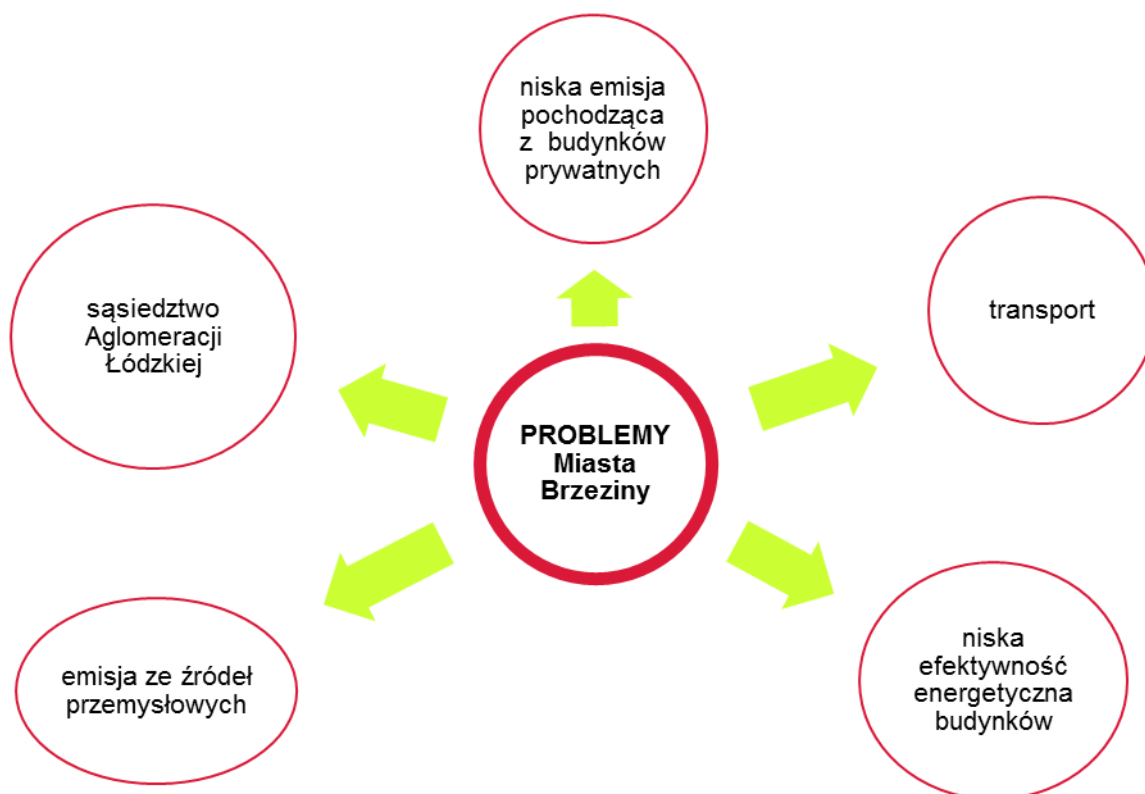 niska emisja
pochodząca
z budynków
prywatnych
sąsiedztwo
Aglomeracji
Łódzkiej
transport
PROBLEMY
Miasta
Brzeziny
emisja ze źródeł
przemysłowych
niska
efektywność
energetyczna
budynków